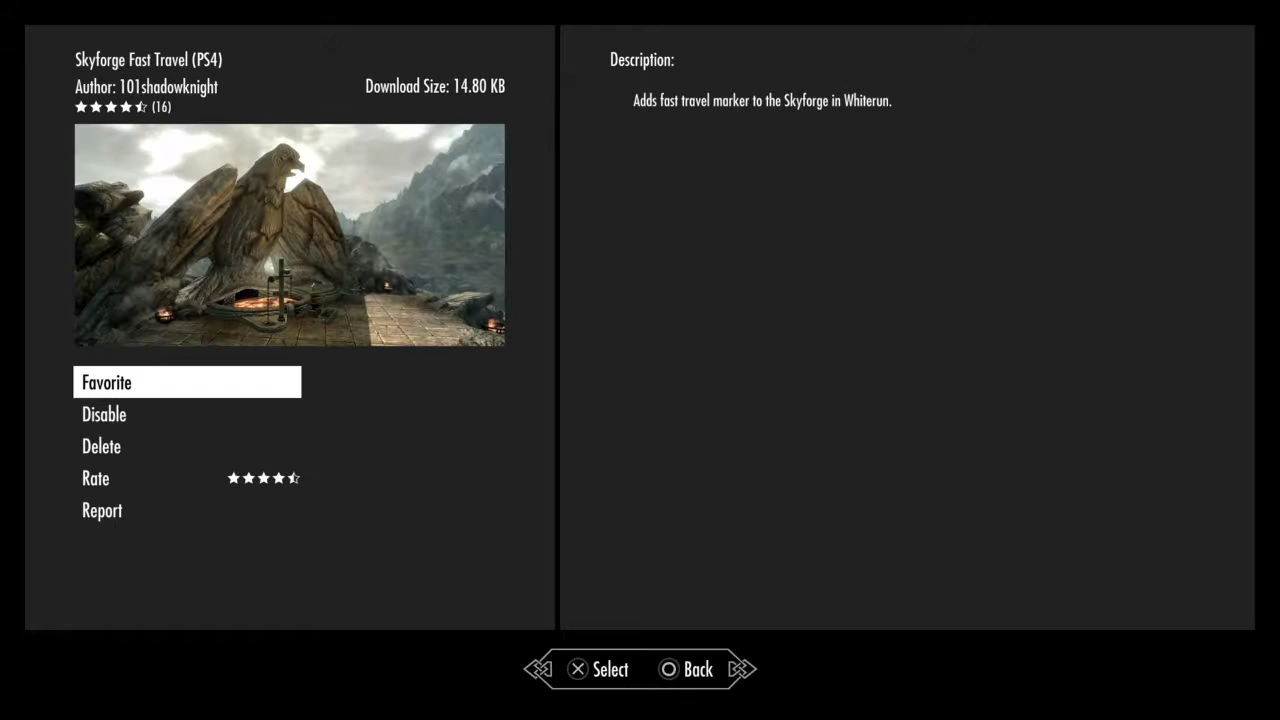 Skyforge Fast Travel (PS4)
Author: 101shadowknight
Download Size: 14.80 KB
(16)
Favorite
Disable
Delete
Rate
Report
Description:
Adds fast travel marker to the Skyforge in Whiterun.
Select
Back